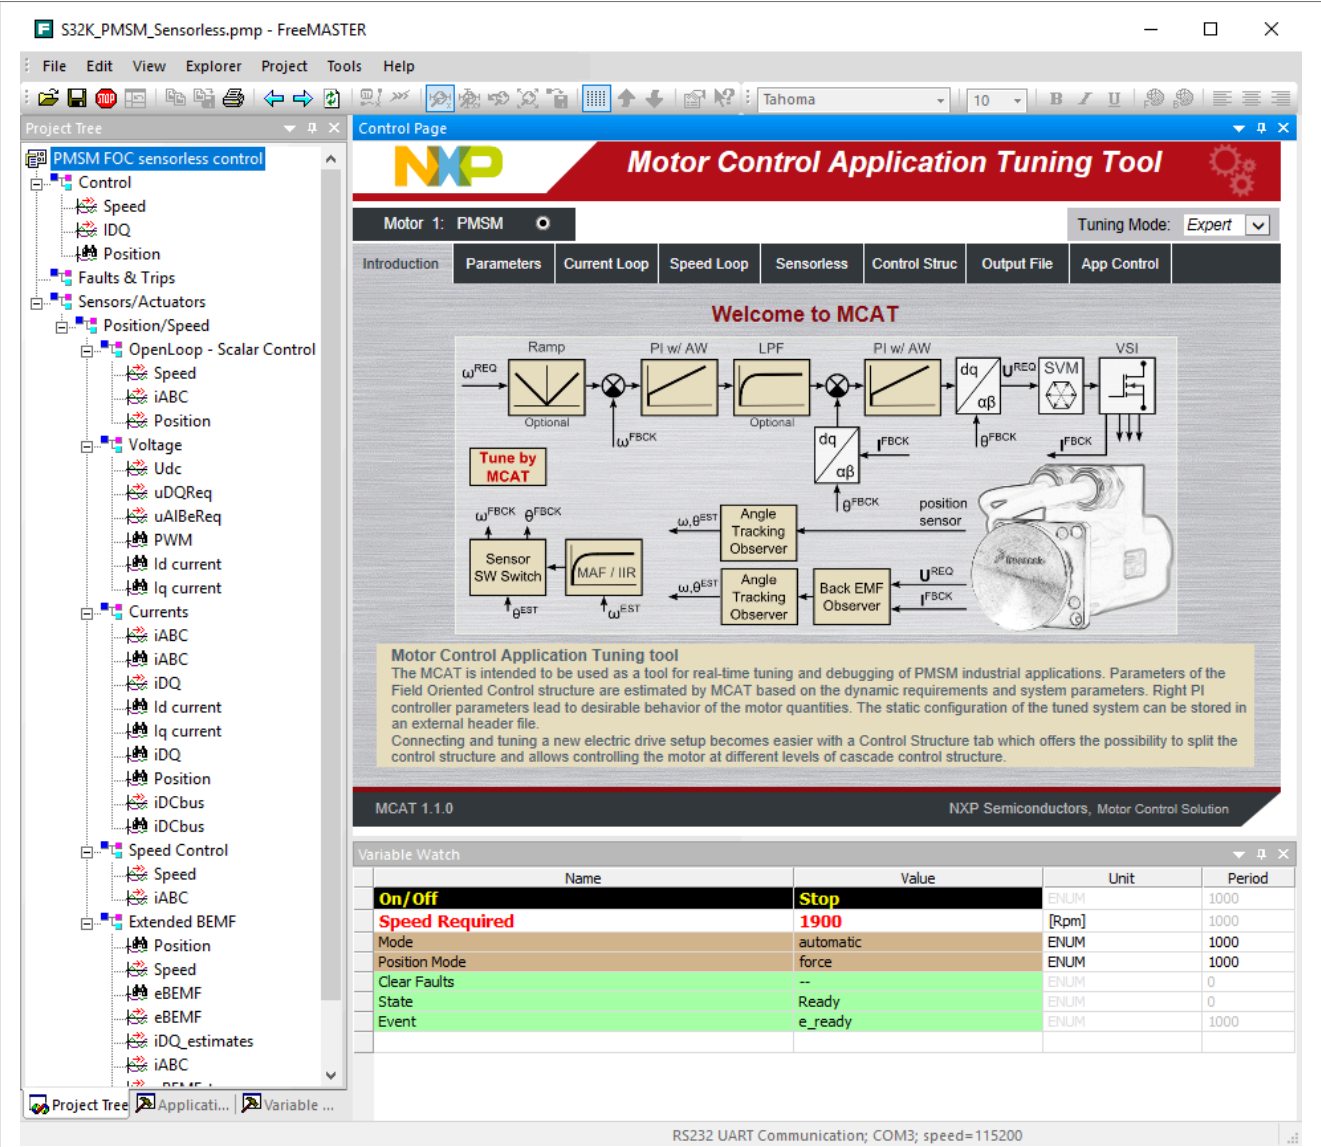 S32K_PMSM_Sensorless.pmp - FreeMASTER
File Edit View Explorer Project Tools Help
STOP
Tahoma 10 B I U
Project Tree
PMSM FOC sensorless control
Control
Speed
IDQ
Position
Faults & Trips
Sensors/Actuators
Position/Speed
OpenLoop - Scalar Control
Speed
iABC
Position
Voltage
Udc
uDQReq
uAlBeReq
PWM
Id current
Iq current
Currents
iABC
iABC
iDQ
Id current
Iq current
iDQ
Position
iDCbus
iDCbus
Speed Control
Speed
iABC
Extended BEMF
Position
Speed
eBEMF
eBEMF
iDQ_estimates
iABC
Project Tree Applicati... Variable ...
Control Page
NXP Motor Control Application Tuning Tool
Motor 1: PMSM
Tuning Mode: Expert
Introduction Parameters Current Loop Speed Loop Sensorless Control Struc Output File App Control
Welcome to MCAT
Ramp PI w/ AW LPF PI w/ AW VSI
ωREQ dq αβ UREQ SVM
Optional Optional
ωFBCK dq αβ IFBCK θFBCK IFBCK
Tune by
MCAT
θFBCK
position
sensor
ωFBCK θFBCK
ω,θEST
Angle
Tracking
Observer
Sensor
SW Switch
MAF / IIR
ω,θEST
Angle
Tracking
Observer
Back EMF
Observer
UREQ
IFBCK
θEST ωEST
freescale
Motor Control Application Tuning tool
The MCAT is intended to be used as a tool for real-time tuning and debugging of PMSM industrial applications. Parameters of the
Field Oriented Control structure are estimated by MCAT based on the dynamic requirements and system parameters. Right PI
controller parameters lead to desirable behavior of the motor quantities. The static configuration of the tuned system can be stored in
an external header file.
Connecting and tuning a new electric drive setup becomes easier with a Control Structure tab which offers the possibility to split the
control structure and allows controlling the motor at different levels of cascade control structure.
MCAT 1.1.0 NXP Semiconductors, Motor Control Solution
Variable Watch
Name Value Unit Period
On/Off Stop ENUM 1000
Speed Required 1900 [Rpm] 1000
Mode automatic ENUM 1000
Position Mode force ENUM 1000
Clear Faults -- ENUM 0
State Ready ENUM 0
Event e_ready ENUM 1000
RS232 UART Communication; COM3; speed=115200